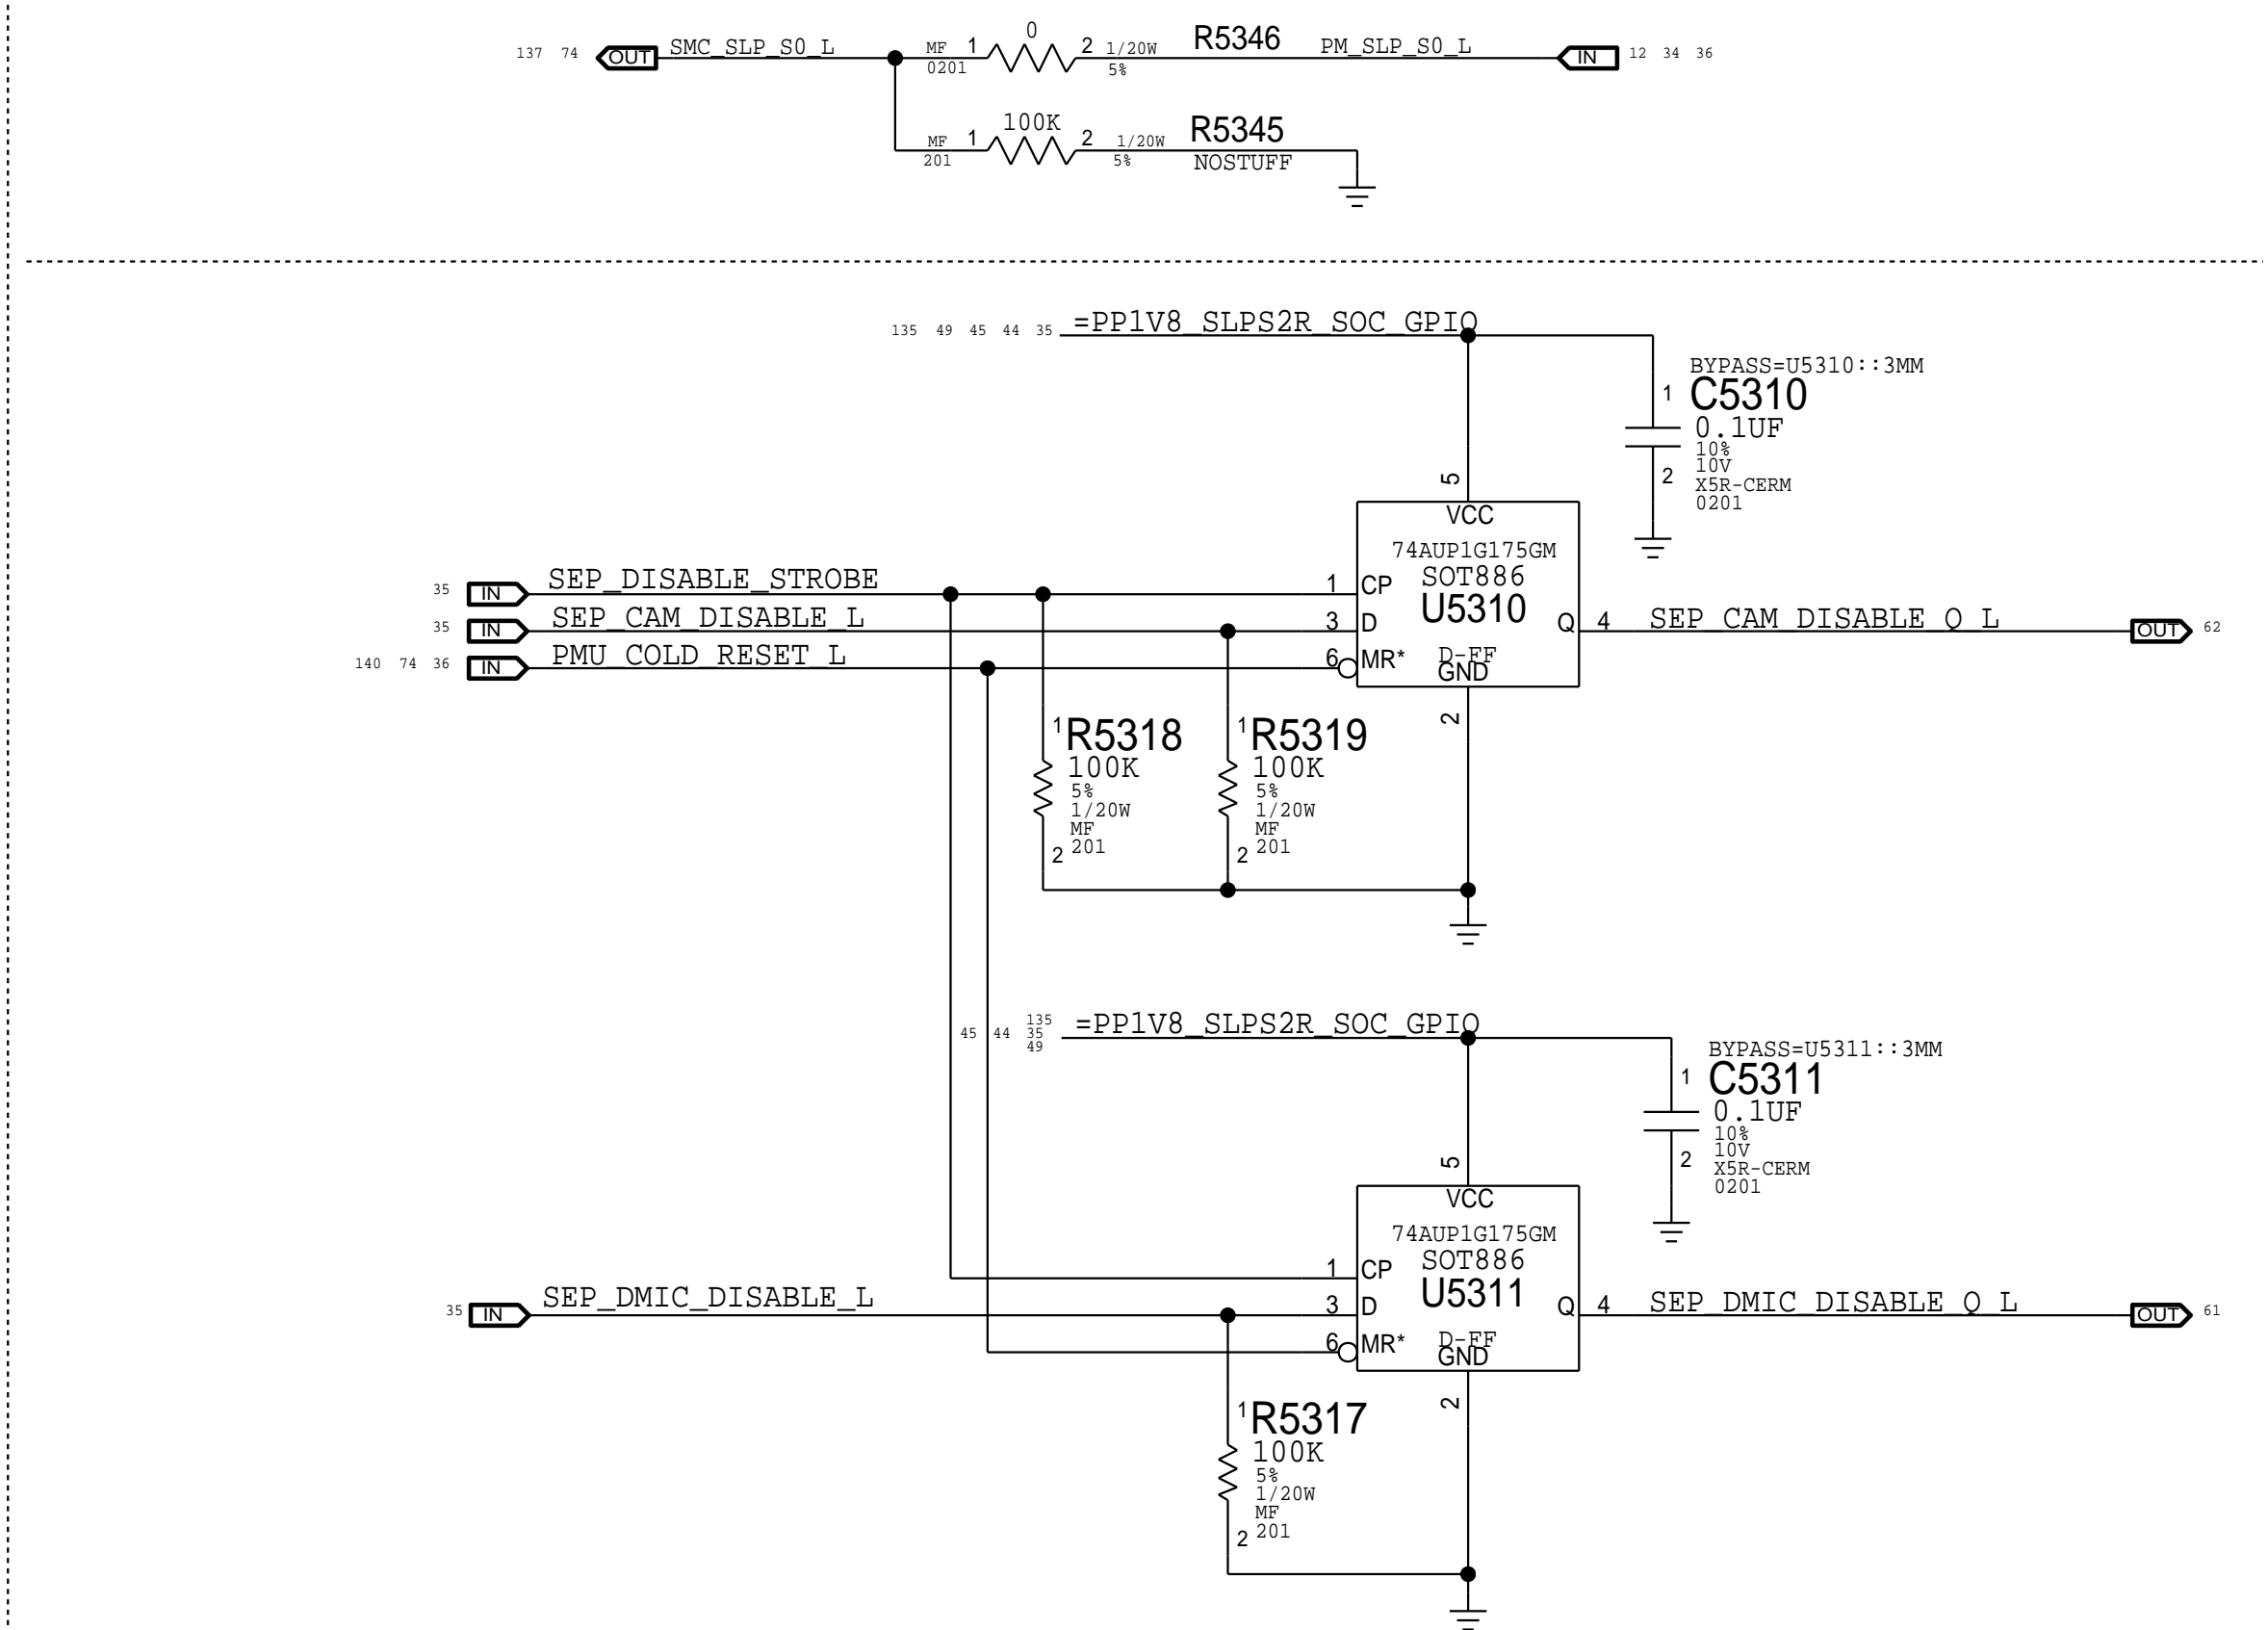 137 74 OUT SMC_SLP_S0_L MF 1 0 2 1/20W R5346 PM_SLP_S0_L IN 12 34 36
0201 5%
MF 1 100K 2 1/20W R5345
201 5% NOSTUFF
135 49 45 44 35 =PP1V8_SLPS2R_SOC_GPIO
BYPASS=U5310::3MM
1 C5310
0.1UF
10%
10V
2 X5R-CERM
0201
5
VCC
74AUP1G175GM
SOT886
U5310
35 IN SEP_DISABLE_STROBE 1 CP
35 IN SEP_CAM_DISABLE_L 3 D Q 4 SEP_CAM_DISABLE_Q_L OUT 62
140 74 36 IN PMU_COLD_RESET_L 6 MR* D-FF
GND
2
1 R5318
100K
5%
1/20W
MF
2 201
1 R5319
100K
5%
1/20W
MF
2 201
45 44 135 =PP1V8_SLPS2R_SOC_GPIO
35
49
BYPASS=U5311::3MM
1 C5311
0.1UF
10%
10V
2 X5R-CERM
0201
5
VCC
74AUP1G175GM
SOT886
1 CP U5311
35 IN SEP_DMIC_DISABLE_L 3 D Q 4 SEP_DMIC_DISABLE_Q_L OUT 61
6 MR* D-FF
GND
2
1 R5317
100K
5%
1/20W
MF
2 201